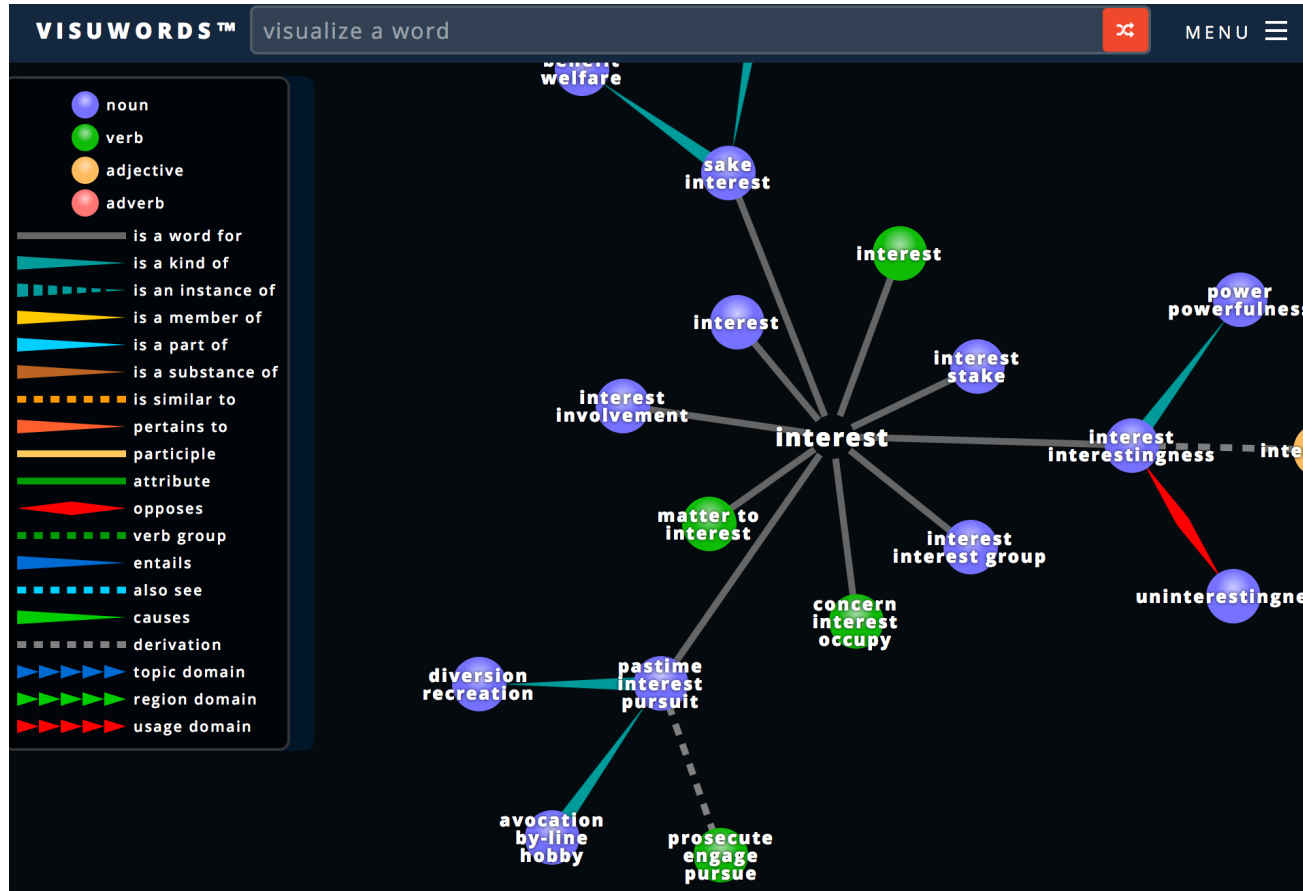 VISUWORDS™
visualize a word
MENU
noun
verb
adjective
adverb
is a word for
is a kind of
is an instance of
is a member of
is a part of
is a substance of
is similar to
pertains to
participle
attribute
opposes
verb group
entails
also see
causes
derivation
topic domain
region domain
usage domain
benefit
welfare
sake
interest
interest
power
powerfulness
interest
interest
stake
interest
involvement
interest
interest
interestingness
inte
matter to
interest
interest
interest group
concern
interest
occupy
uninterestingne
diversion
recreation
pastime
interest
pursuit
avocation
by-line
hobby
prosecute
engage
pursue